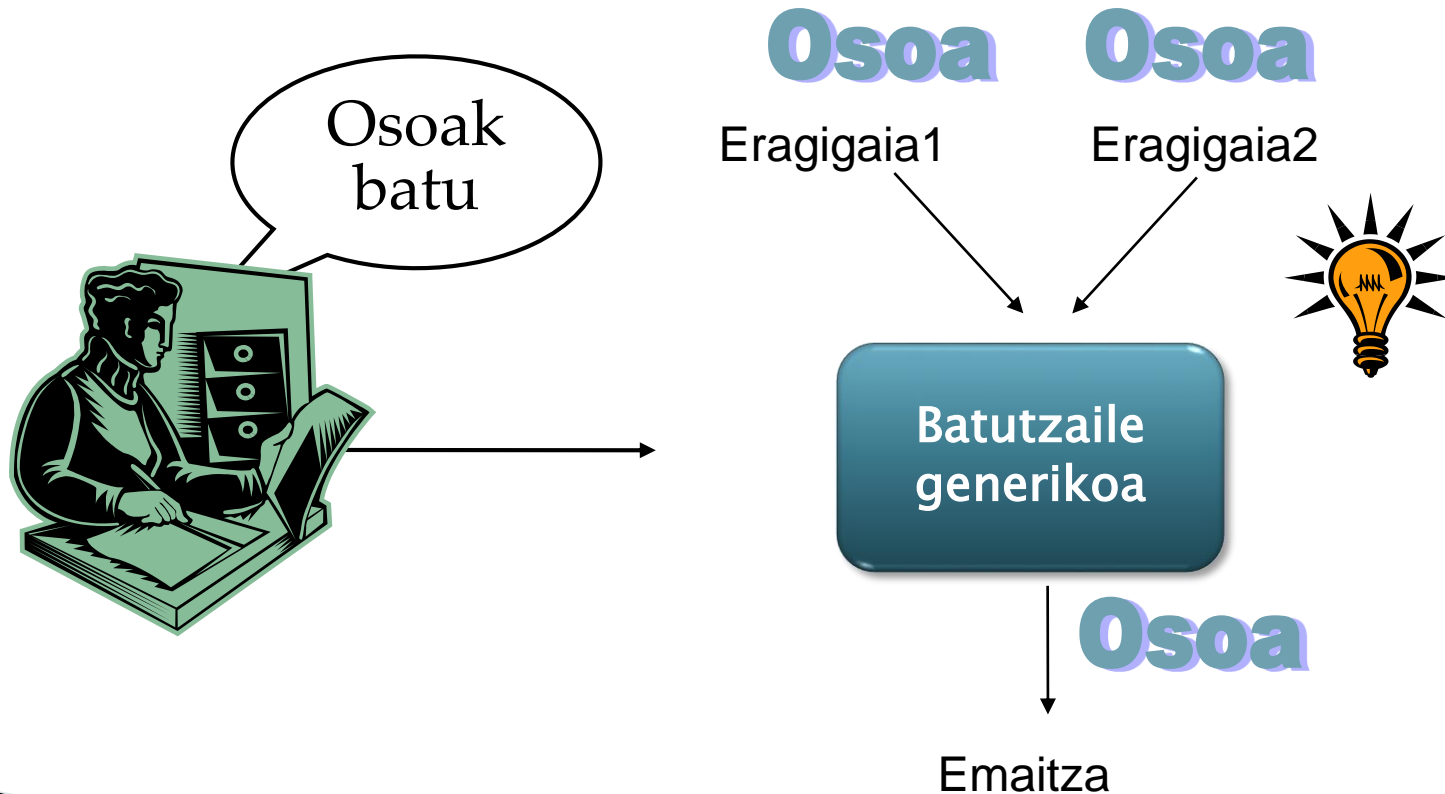 Osoak
batu
Osoa Osoa
Eragigaia1 Eragigaia2
Batutzaile
generikoa
Osoa
Emaitza